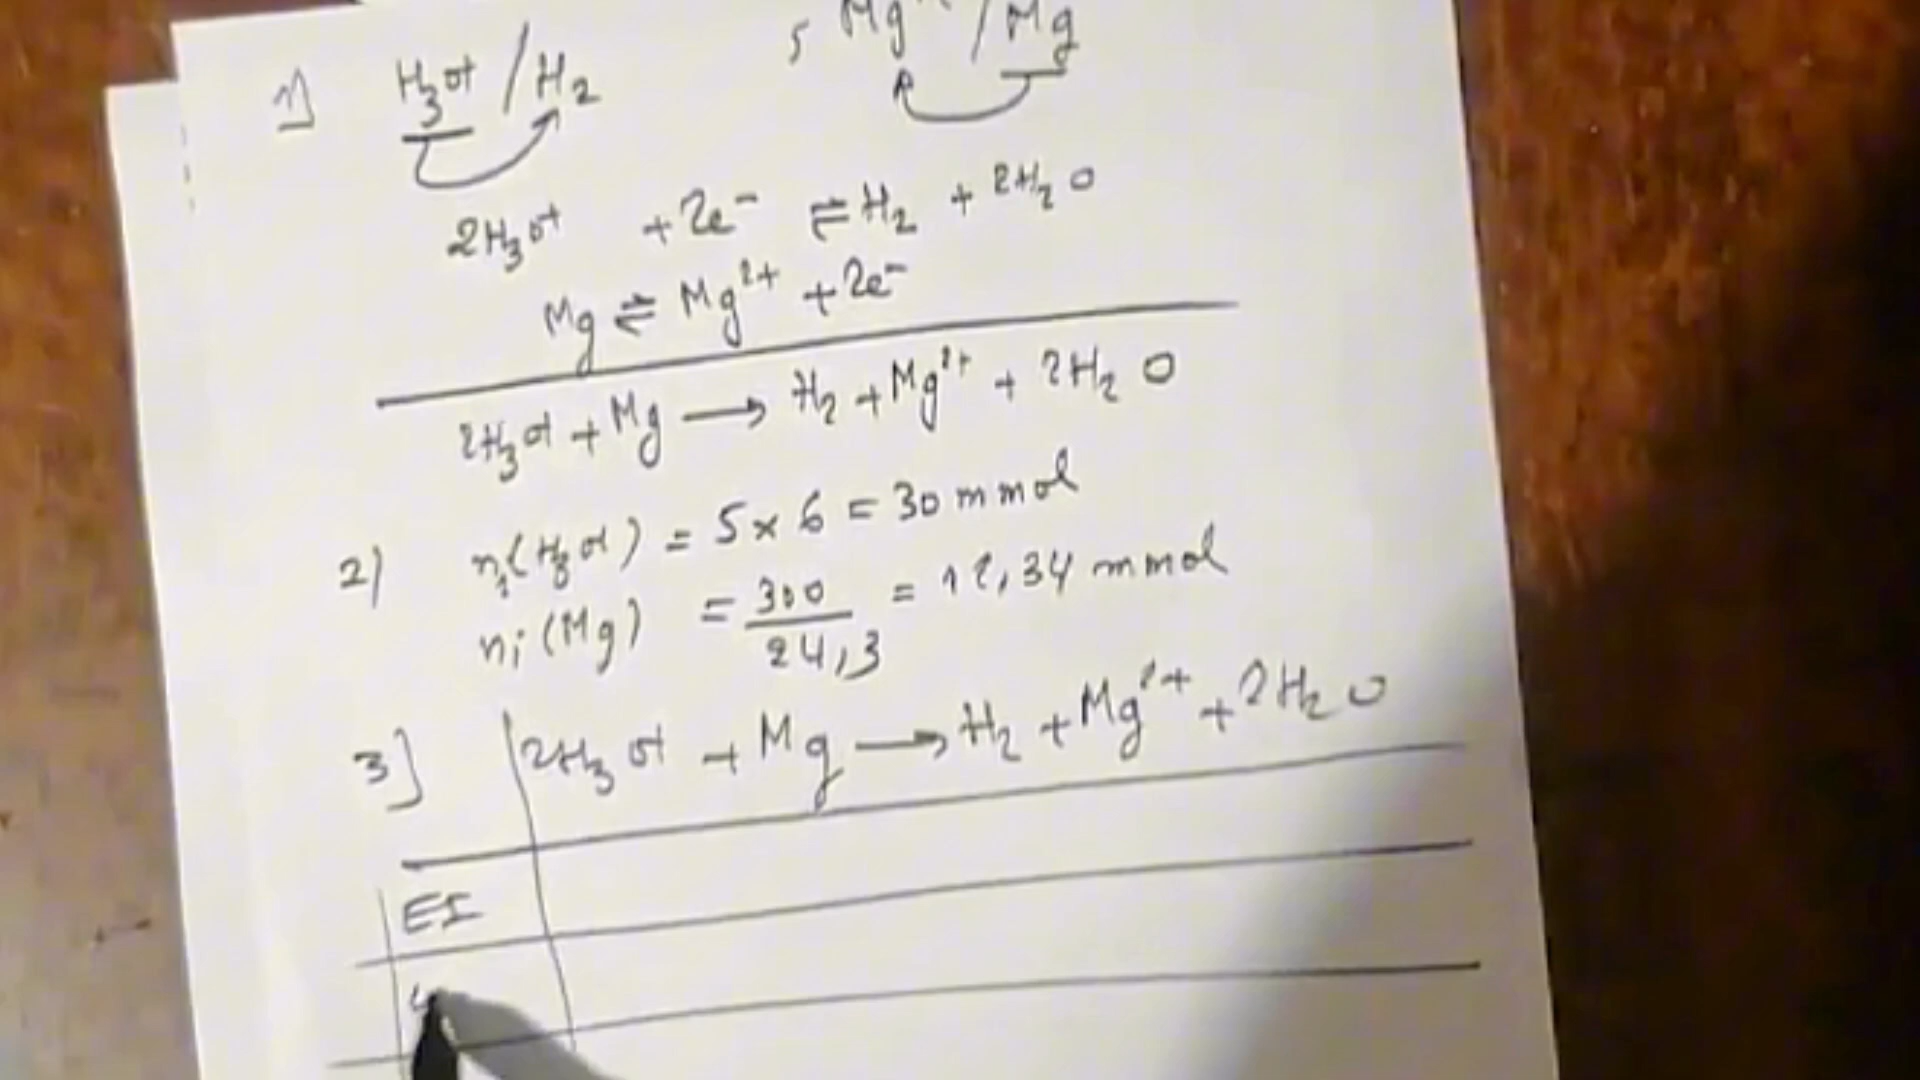 1) H₃O⁺ / H₂ , Mg²⁺ / Mg
2H₃O⁺ + 2e⁻ ⇌ H₂ + 2H₂O
Mg ⇌ Mg²⁺ + 2e⁻
2H₃O⁺ + Mg ⟶ H₂ + Mg²⁺ + 2H₂O
2) nᵢ(H₃O⁺) = 5 × 6 = 30 mmol
nᵢ(Mg) = 300 / 24,3 = 12,34 mmol
3) 2H₃O⁺ + Mg ⟶ H₂ + Mg²⁺ + 2H₂O
EI